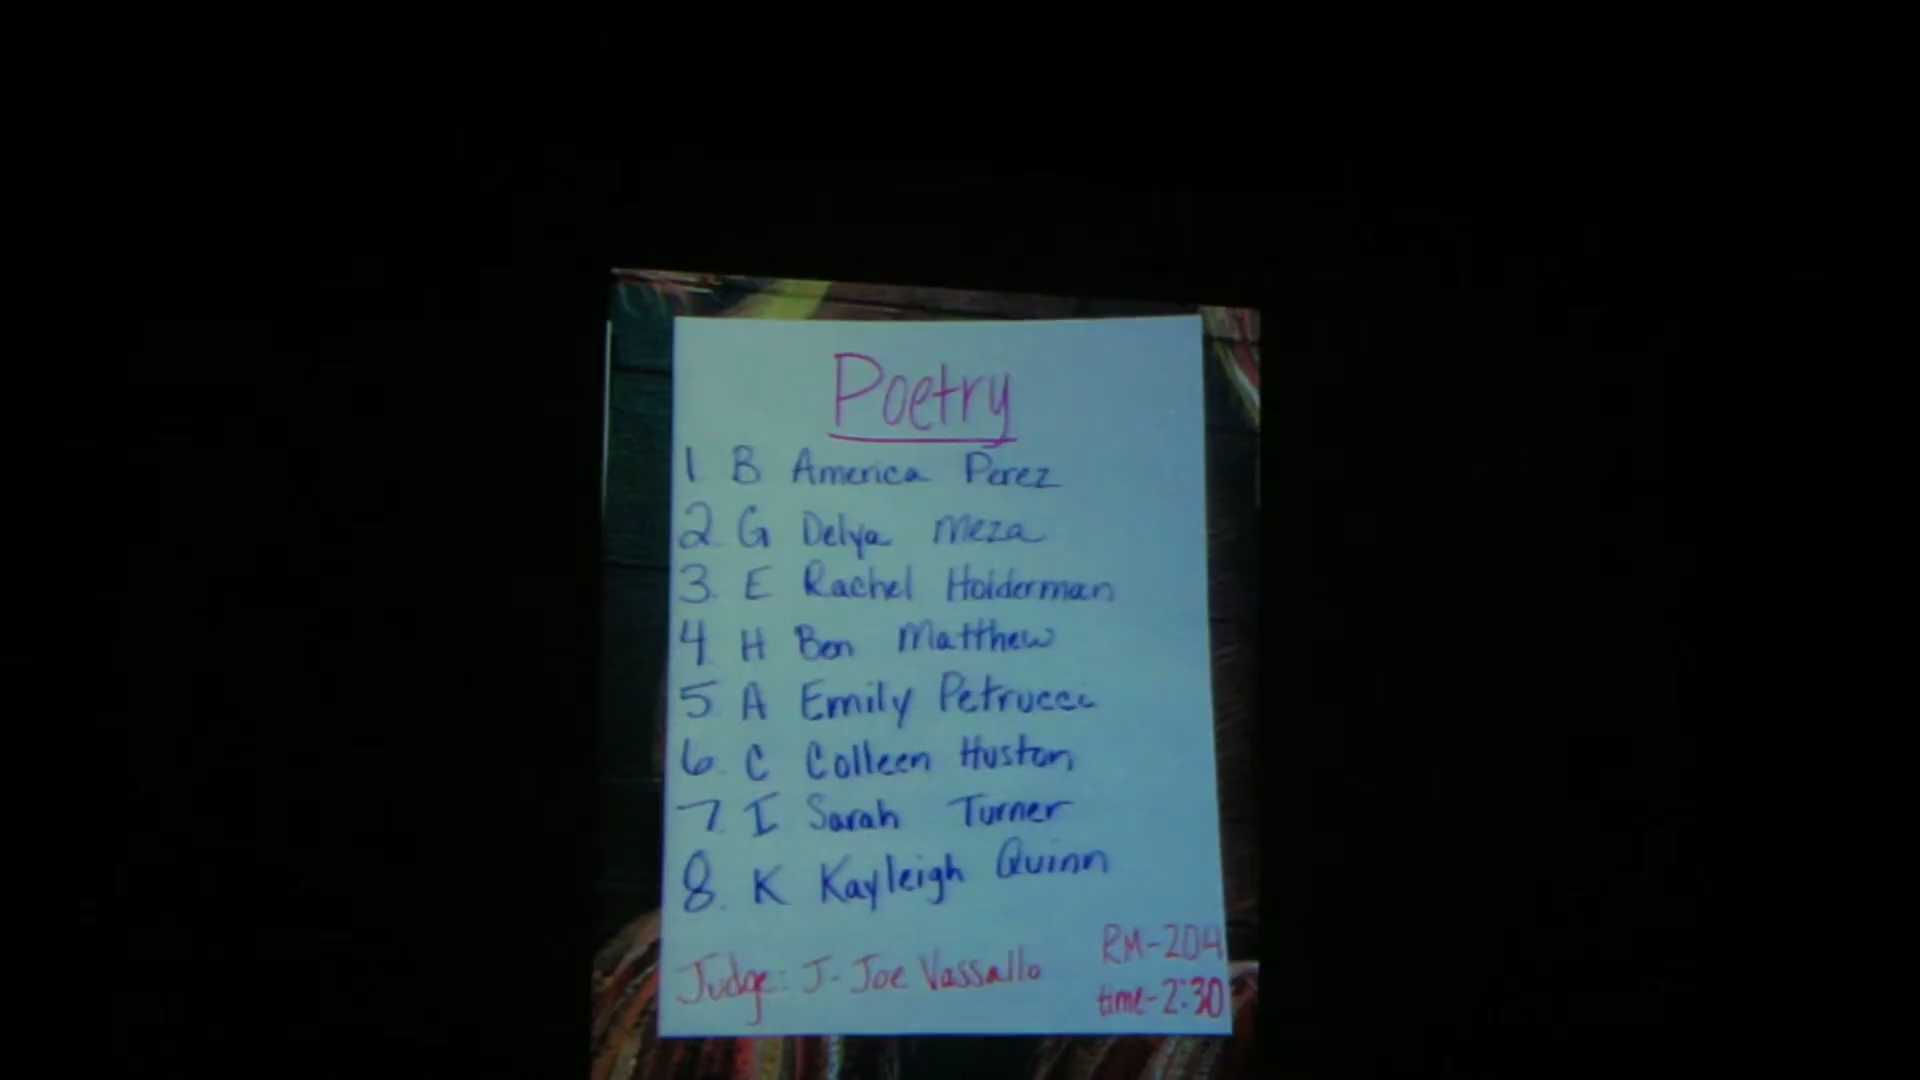 Poetry
1. B America Perez
2. G Delya Meza
3. E Rachel Holderman
4. H Ben Matthew
5. A Emily Petrucci
6. C Colleen Huston
7. I Sarah Turner
8. K Kayleigh Quinn
RM-204
Judge: J- Joe Vassallo
time-2:30